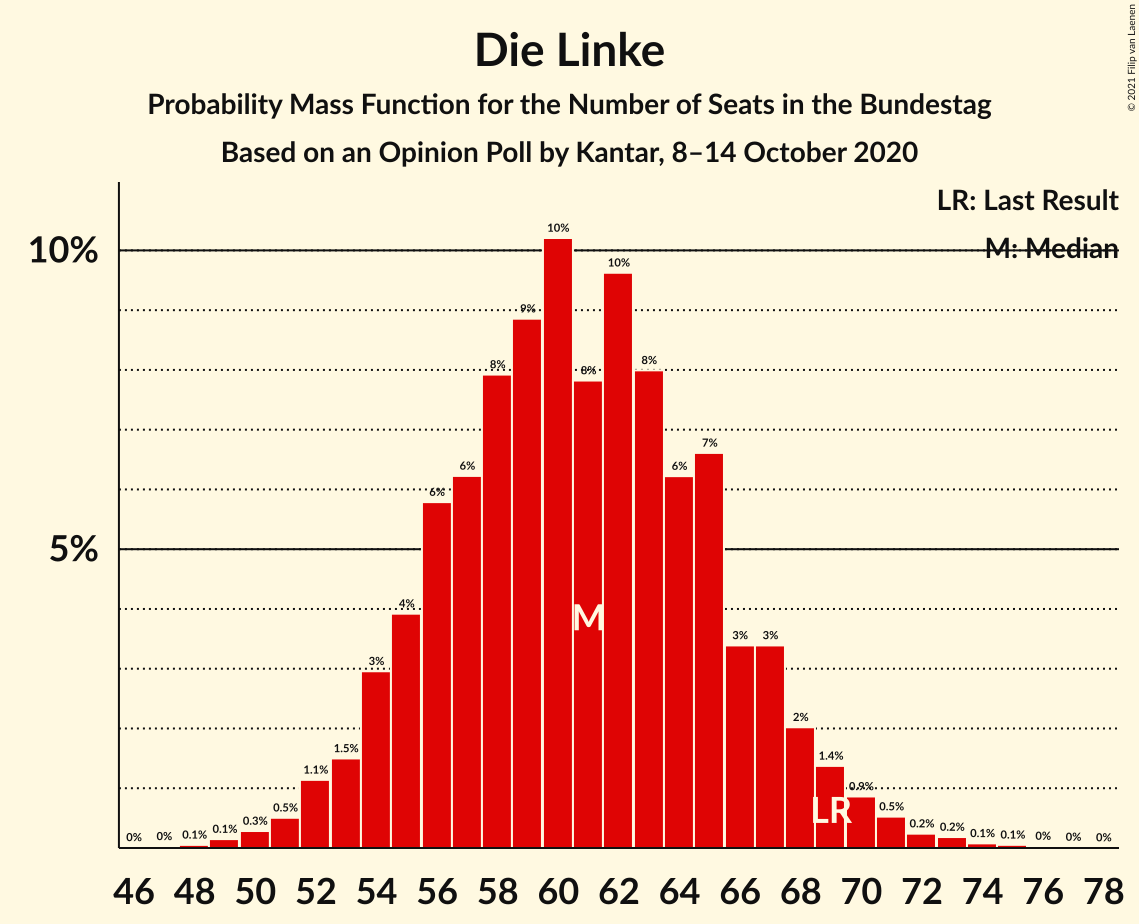 Die Linke
Probability Mass Function for the Number of Seats in the Bundestag
Based on an Opinion Poll by Kantar, 8–14 October 2020
© 2021 Filip van Laenen
LR: Last Result
M: Median
10%
5%
0% 0% 0.1% 0.1% 0.3% 0.5% 1.1% 1.5% 3% 4% 6% 6% 8% 9% 10% 8% 10% 8% 6% 7% 3% 3% 2% 1.4% 0.9% 0.5% 0.2% 0.2% 0.1% 0.1% 0% 0% 0%
M
LR
46 48 50 52 54 56 58 60 62 64 66 68 70 72 74 76 78